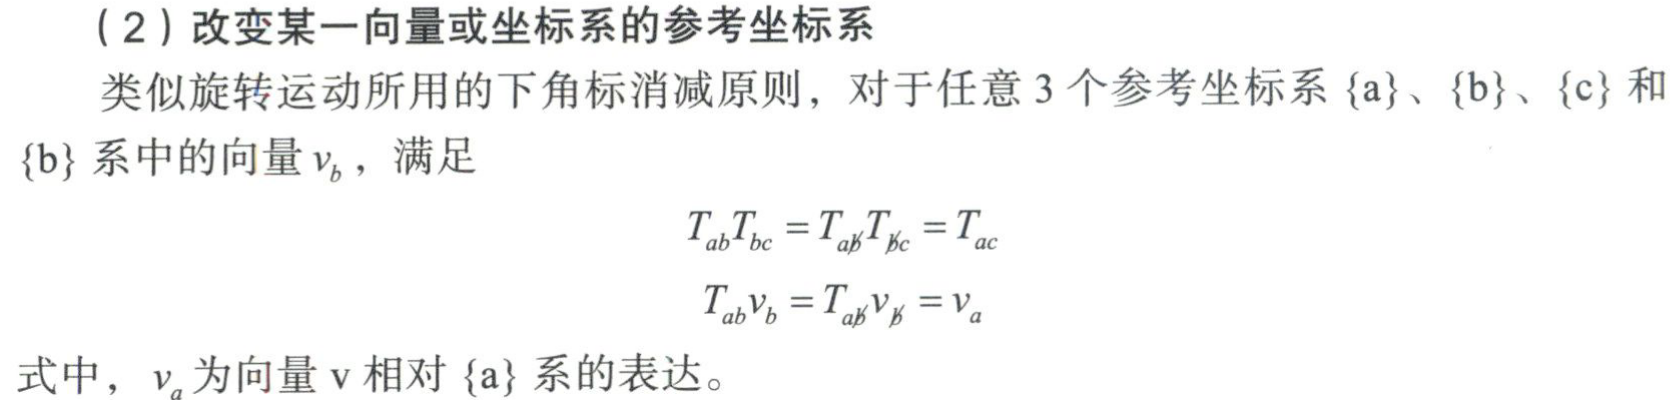 （2）改变某一向量或坐标系的参考坐标系
类似旋转运动所用的下角标消减原则，对于任意 3 个参考坐标系 {a}、{b}、{c} 和
{b} 系中的向量 v_b，满足
T_{ab}T_{bc} = T_{a\not{b}}T_{\not{b}c} = T_{ac}
T_{ab}v_b = T_{a\not{b}}v_{\not{b}} = v_a
式中，v_a 为向量 v 相对 {a} 系的表达。